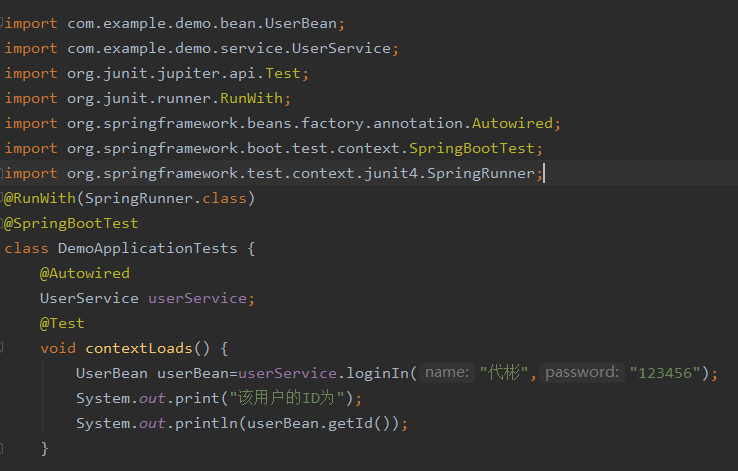 import com.example.demo.bean.UserBean;
import com.example.demo.service.UserService;
import org.junit.jupiter.api.Test;
import org.junit.runner.RunWith;
import org.springframework.beans.factory.annotation.Autowired;
import org.springframework.boot.test.context.SpringBootTest;
import org.springframework.test.context.junit4.SpringRunner;
@RunWith(SpringRunner.class)
@SpringBootTest
class DemoApplicationTests {
@Autowired
UserService userService;
@Test
void contextLoads() {
UserBean userBean=userService.loginIn( name: "代彬", password: "123456");
System.out.print("该用户的ID为");
System.out.println(userBean.getId());
}